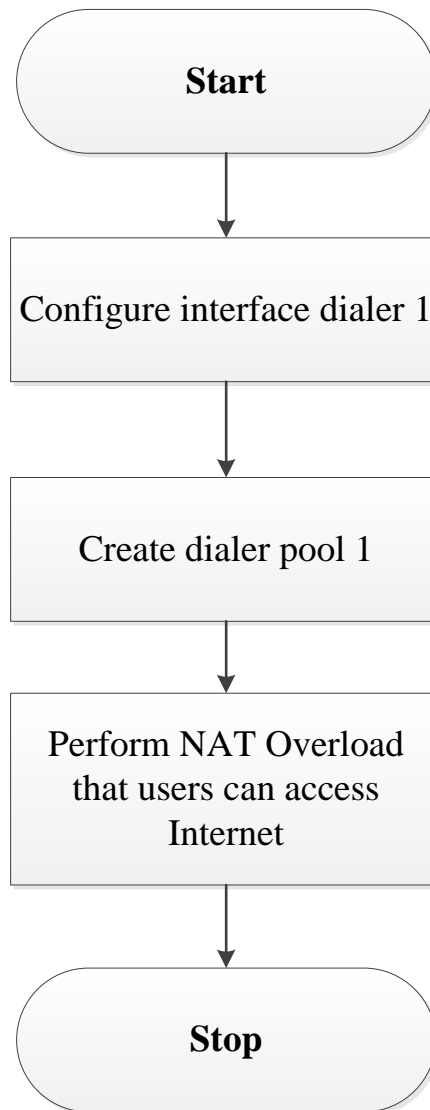 Start
Configure interface dialer 1
Create dialer pool 1
Perform NAT Overload
that users can access
Internet
Stop